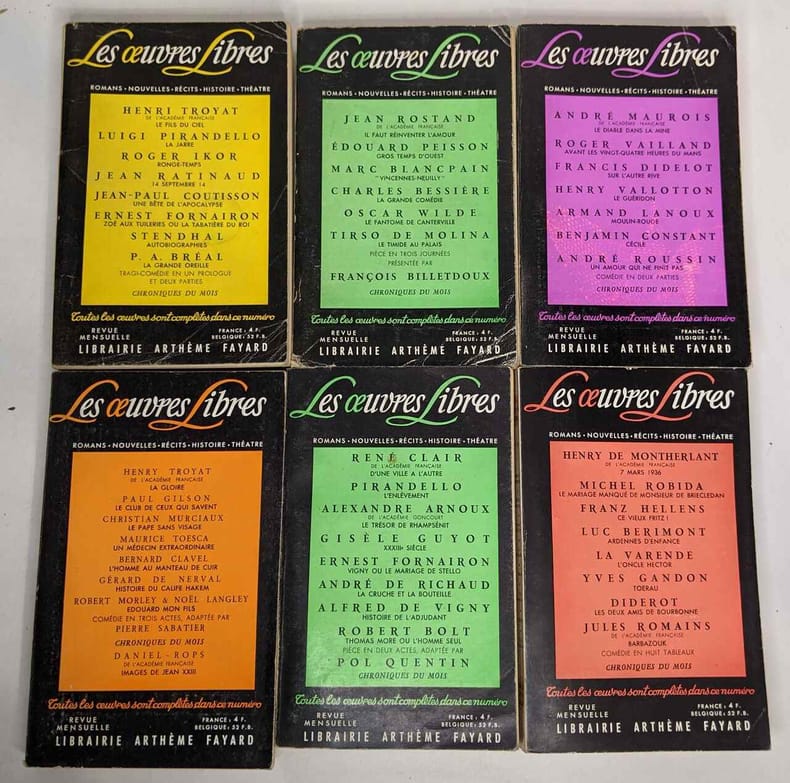 Les œuvres Libres
ROMANS • NOUVELLES • RÉCITS • HISTOIRE • THÉATRE
HENRI TROYAT
DE L'ACADÉMIE FRANÇAISE
LE FILS DU CIEL
LUIGI PIRANDELLO
LA JARRE
ROGER IKOR
RONGE-TEMPS
JEAN RATINAUD
14 SEPTEMBRE 14
JEAN-PAUL COUTISSON
UNE BÊTE DE L'APOCALYPSE
ERNEST FORNAIRON
ZOÉ AUX TUILERIES OU LA TABATIÈRE DU ROI
STENDHAL
AUTOBIOGRAPHIES
P. A. BRÉAL
LA GRANDE OREILLE
TRAGI-COMÉDIE EN UN PROLOGUE
ET DEUX PARTIES
CHRONIQUES DU MOIS
Toutes les œuvres sont complètes dans ce numéro
REVUE
MENSUELLE
FRANCE : 4 F.
BELGIQUE : 52 F.B.
LIBRAIRIE ARTHÈME FAYARD
Les œuvres Libres
ROMANS • NOUVELLES • RÉCITS • HISTOIRE • THÉATRE
JEAN ROSTAND
DE L'ACADÉMIE FRANÇAISE
IL FAUT RÉINVENTER L'AMOUR
ÉDOUARD PEISSON
GROS TEMPS D'OUEST
MARC BLANCPAIN
"VINCENNES-NEUILLY"
CHARLES BESSIÈRE
LA GRANDE COMÉDIE
OSCAR WILDE
LE FANTOME DE CANTERVILLE
TIRSO DE MOLINA
LE TIMIDE AU PALAIS
PIÈCE EN TROIS JOURNÉES
PRÉSENTÉE PAR
FRANÇOIS BILLETDOUX
CHRONIQUES DU MOIS
Toutes les œuvres sont complètes dans ce numéro
REVUE
MENSUELLE
FRANCE : 4 F.
BELGIQUE : 52 F.B.
LIBRAIRIE ARTHÈME FAYARD
Les œuvres Libres
ROMANS • NOUVELLES • RÉCITS • HISTOIRE • THÉATRE
ANDRÉ MAUROIS
DE L'ACADÉMIE FRANÇAISE
LE DIABLE DANS LA MINE
ROGER VAILLAND
AVANT LES VINGT-QUATRE HEURES DU MANS
FRANCIS DIDELOT
SUR L'AUTRE RIVE
HENRY VALLOTTON
LE GUÉRIDON
ARMAND LANOUX
MOULIN-ROUGE
BENJAMIN CONSTANT
CÉCILE
ANDRÉ ROUSSIN
UN AMOUR QUI NE FINIT PAS
COMÉDIE EN DEUX PARTIES
CHRONIQUES DU MOIS
Toutes les œuvres sont complètes dans ce numéro
REVUE
MENSUELLE
FRANCE : 4 F.
BELGIQUE : 52 F.B.
LIBRAIRIE ARTHÈME FAYARD
Les œuvres Libres
ROMANS • NOUVELLES • RÉCITS • HISTOIRE • THÉATRE
HENRY TROYAT
DE L'ACADÉMIE FRANÇAISE
LA GLOIRE
PAUL GILSON
LE CLUB DE CEUX QUI SAVENT
CHRISTIAN MURCIAUX
LE PAPE SANS VISAGE
MAURICE TOESCA
UN MÉDECIN EXTRAORDINAIRE
BERNARD CLAVEL
L'HOMME AU MANTEAU DE CUIR
GÉRARD DE NERVAL
HISTOIRE DU CALIFE HAKEM
ROBERT MORLEY & NOËL LANGLEY
EDOUARD MON FILS
COMÉDIE EN TROIS ACTES, ADAPTÉE PAR
PIERRE SABATIER
CHRONIQUES DU MOIS
DANIEL-ROPS
DE L'ACADÉMIE FRANÇAISE
IMAGES DE JEAN XXIII
Toutes les œuvres sont complètes dans ce numéro
REVUE
MENSUELLE
FRANCE : 4 F.
BELGIQUE : 52 F.B.
LIBRAIRIE ARTHÈME FAYARD
Les œuvres Libres
ROMANS • NOUVELLES • RÉCITS • HISTOIRE • THÉATRE
RENÉ CLAIR
DE L'ACADÉMIE FRANÇAISE
D'UNE VILLE A L'AUTRE
PIRANDELLO
L'ENLÈVEMENT
ALEXANDRE ARNOUX
DE L'ACADÉMIE GONCOURT
LE TRÉSOR DE RHAMPSÉNIT
GISÈLE GUYOT
XXXIIIe SIÈCLE
ERNEST FORNAIRON
VIGNY OU LE MARIAGE DE STELLO
ANDRÉ DE RICHAUD
LA CRUCHE ET LA BOUTEILLE
ALFRED DE VIGNY
HISTOIRE DE L'ADJUDANT
ROBERT BOLT
THOMAS MORE OU L'HOMME SEUL
PIÈCE EN DEUX ACTES, ADAPTÉE PAR
POL QUENTIN
CHRONIQUES DU MOIS
Toutes les œuvres sont complètes dans ce numéro
REVUE
MENSUELLE
FRANCE : 4 F.
BELGIQUE : 52 F.B.
LIBRAIRIE ARTHÈME FAYARD
Les œuvres Libres
ROMANS • NOUVELLES • RÉCITS • HISTOIRE • THÉATRE
HENRY DE MONTHERLANT
DE L'ACADÉMIE FRANÇAISE
7 MARS 1936
MICHEL ROBIDA
LE MARIAGE MANQUÉ DE MONSIEUR DE BRIECLEDAN
FRANZ HELLENS
CE VIEUX FRITZ !
LUC BERIMONT
ARDENNES D'ENFANCE
LA VARENDE
L'ONCLE HECTOR
YVES GANDON
TOERAU
DIDEROT
LES DEUX AMIS DE BOURBONNE
JULES ROMAINS
DE L'ACADÉMIE FRANÇAISE
BARBAZOUK
COMÉDIE EN HUIT TABLEAUX
CHRONIQUES DU MOIS
Toutes les œuvres sont complètes dans ce numéro
REVUE
MENSUELLE
FRANCE : 4 F.
BELGIQUE : 52 F.B.
LIBRAIRIE ARTHÈME FAYARD